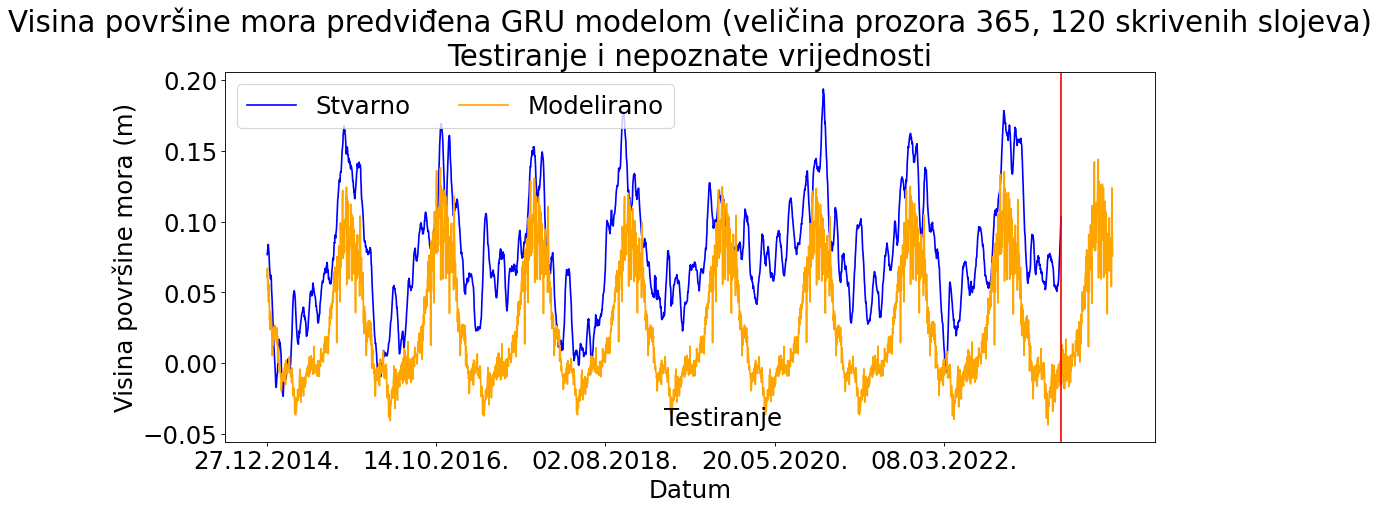 Visina površine mora predviđena GRU modelom (veličina prozora 365, 120 skrivenih slojeva)
Testiranje i nepoznate vrijednosti
Stvarno
Modelirano
Visina površine mora (m)
0.20
0.15
0.10
0.05
0.00
−0.05
Testiranje
27.12.2014.
14.10.2016.
02.08.2018.
20.05.2020.
08.03.2022.
Datum